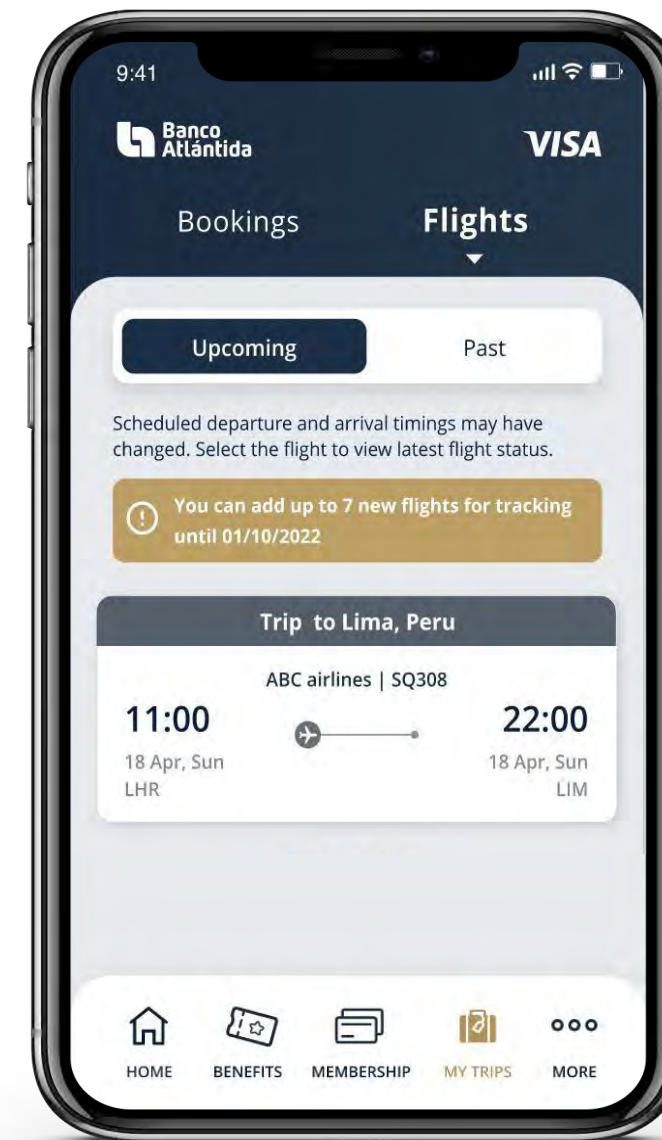 9:41
Banco
Atlántida
VISA
Bookings
Flights
Upcoming
Past
Scheduled departure and arrival timings may have
changed. Select the flight to view latest flight status.
You can add up to 7 new flights for tracking
until 01/10/2022
Trip to Lima, Peru
ABC airlines | SQ308
11:00
22:00
18 Apr, Sun
18 Apr, Sun
LHR
LIM
HOME
BENEFITS
MEMBERSHIP
MY TRIPS
MORE